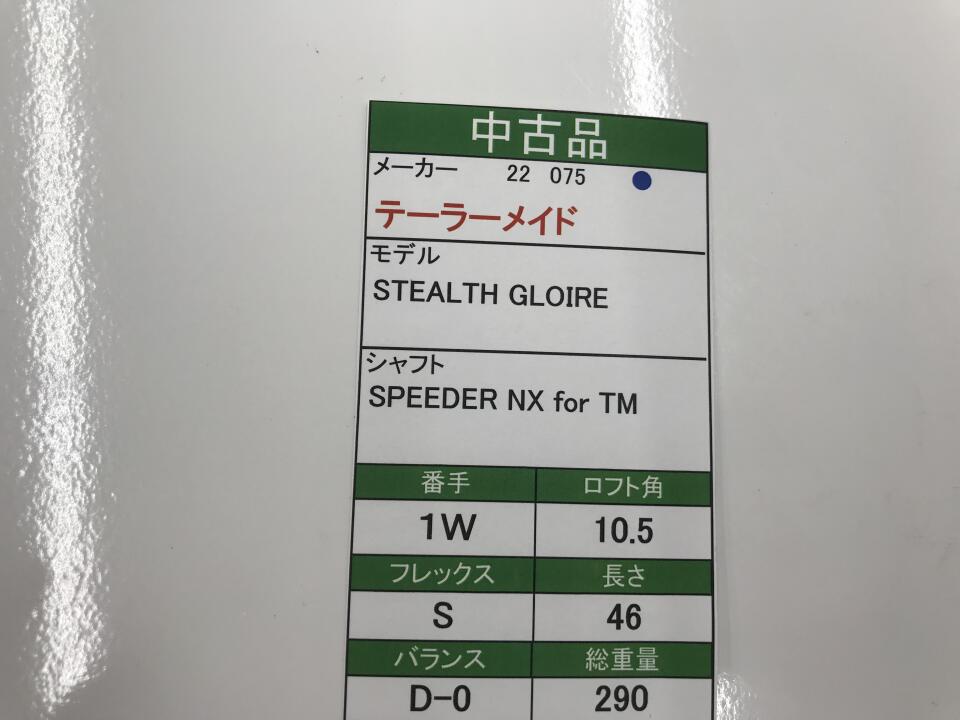 中古品
メーカー 22 075
テーラーメイド
モデル
STEALTH GLOIRE
シャフト
SPEEDER NX for TM
番手 ロフト角
1W 10.5
フレックス 長さ
S 46
バランス 総重量
D-0 290